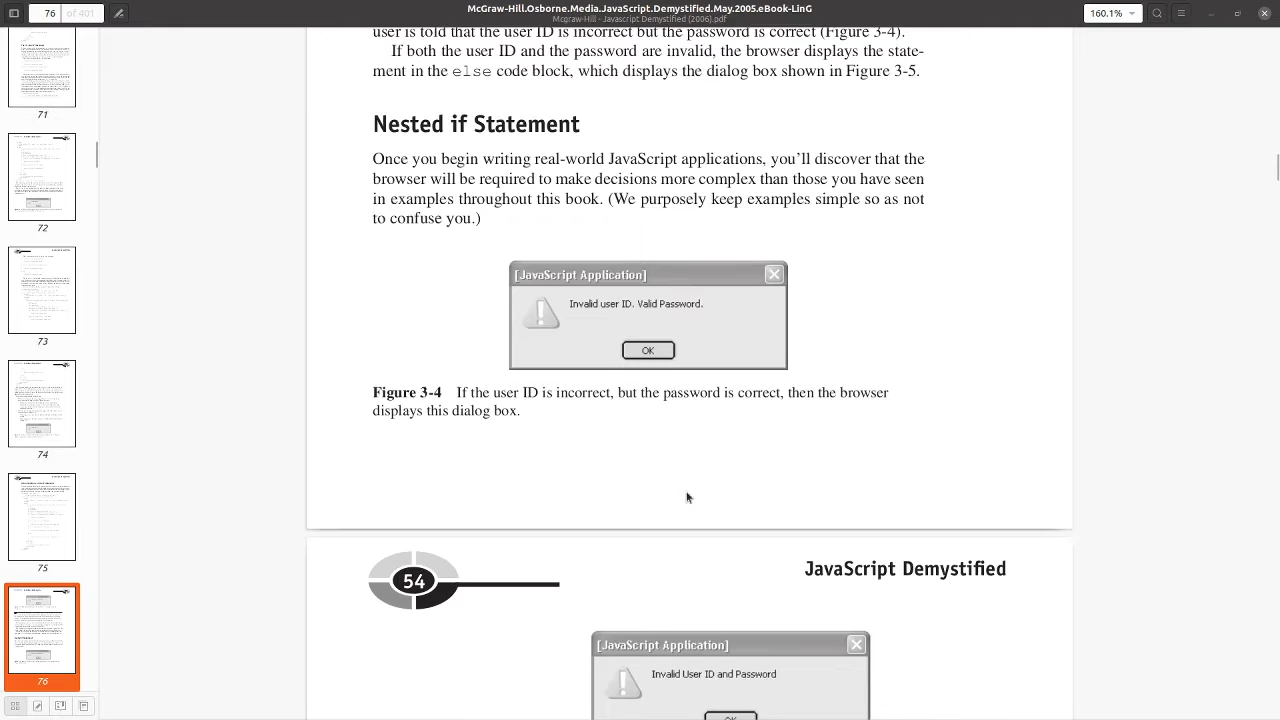 76 of 401
McGraw.Hill.Osborne.Media.JavaScript.Demystified.May.2005.eBook-LiNG
Mcgraw-Hill - Javascript Demystified (2006).pdf
160.1%
user is told that the user ID is incorrect but the password is correct (Figure 3-4).
If both the user ID and the password are invalid, the browser displays the state-
ment in the else code block, which displays the dialog box shown in Figure 3-5.
Nested if Statement
Once you begin writing real-world JavaScript applications, you’ll discover that the
browser will be required to make decisions more complex than those you have seen
in examples throughout this book. (We purposely kept examples simple so as not
to confuse you.)
[JavaScript Application]
Invalid user ID. Valid Password.
OK
Figure 3-4 If the user ID is incorrect, but the password is correct, then the browser
displays this dialog box.
54
JavaScript Demystified
[JavaScript Application]
Invalid User ID and Password
OK
71
72
73
74
75
76